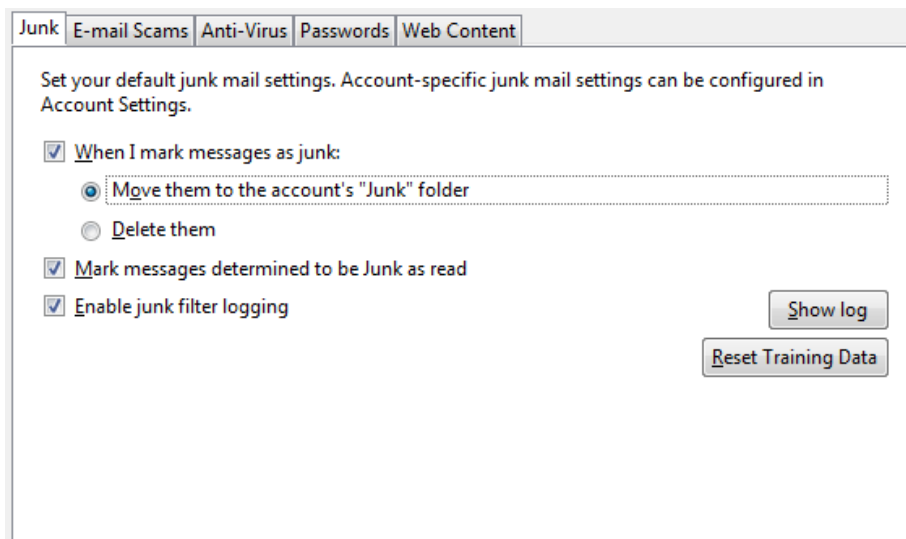 Junk E-mail Scams Anti-Virus Passwords Web Content
Set your default junk mail settings. Account-specific junk mail settings can be configured in
Account Settings.
When I mark messages as junk:
Move them to the account's "Junk" folder
Delete them
Mark messages determined to be Junk as read
Enable junk filter logging
Show log
Reset Training Data